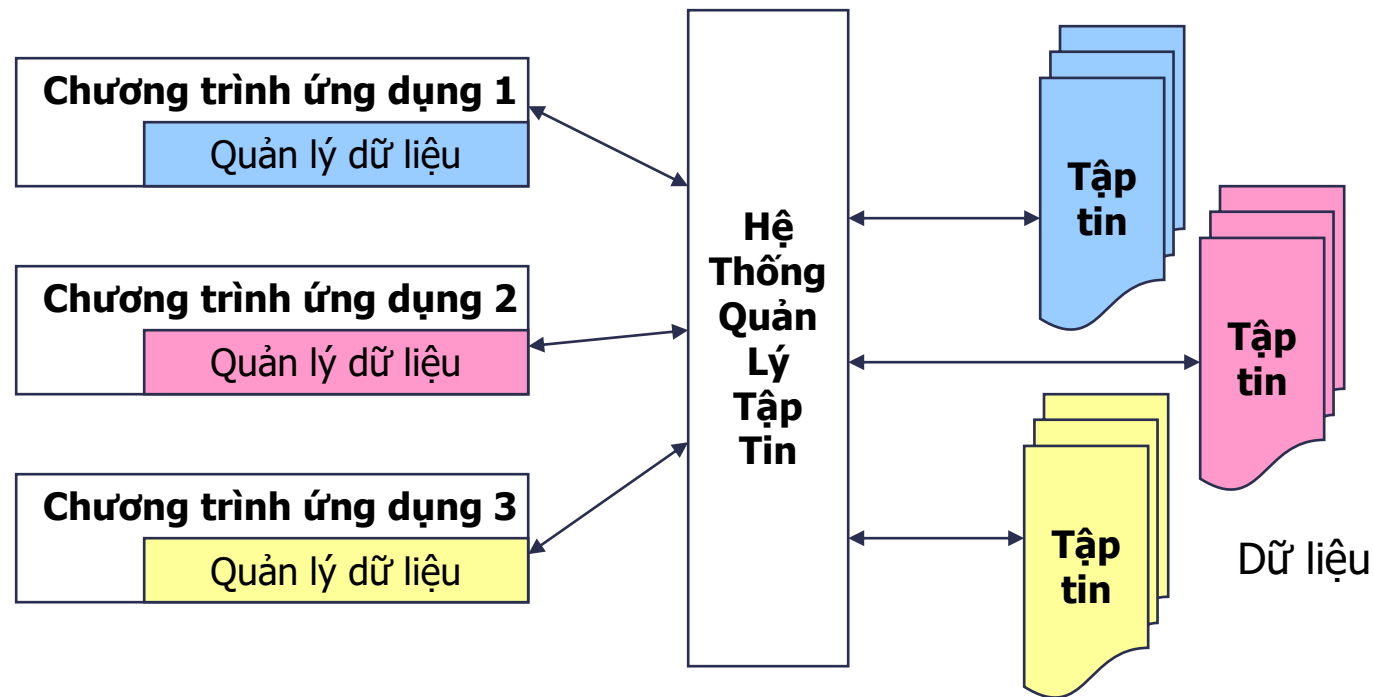 Chương trình ứng dụng 1
Quản lý dữ liệu
Chương trình ứng dụng 2
Quản lý dữ liệu
Chương trình ứng dụng 3
Quản lý dữ liệu
Hệ
Thống
Quản
Lý
Tập
Tin
Tập
tin
Tập
tin
Tập
tin
Dữ liệu